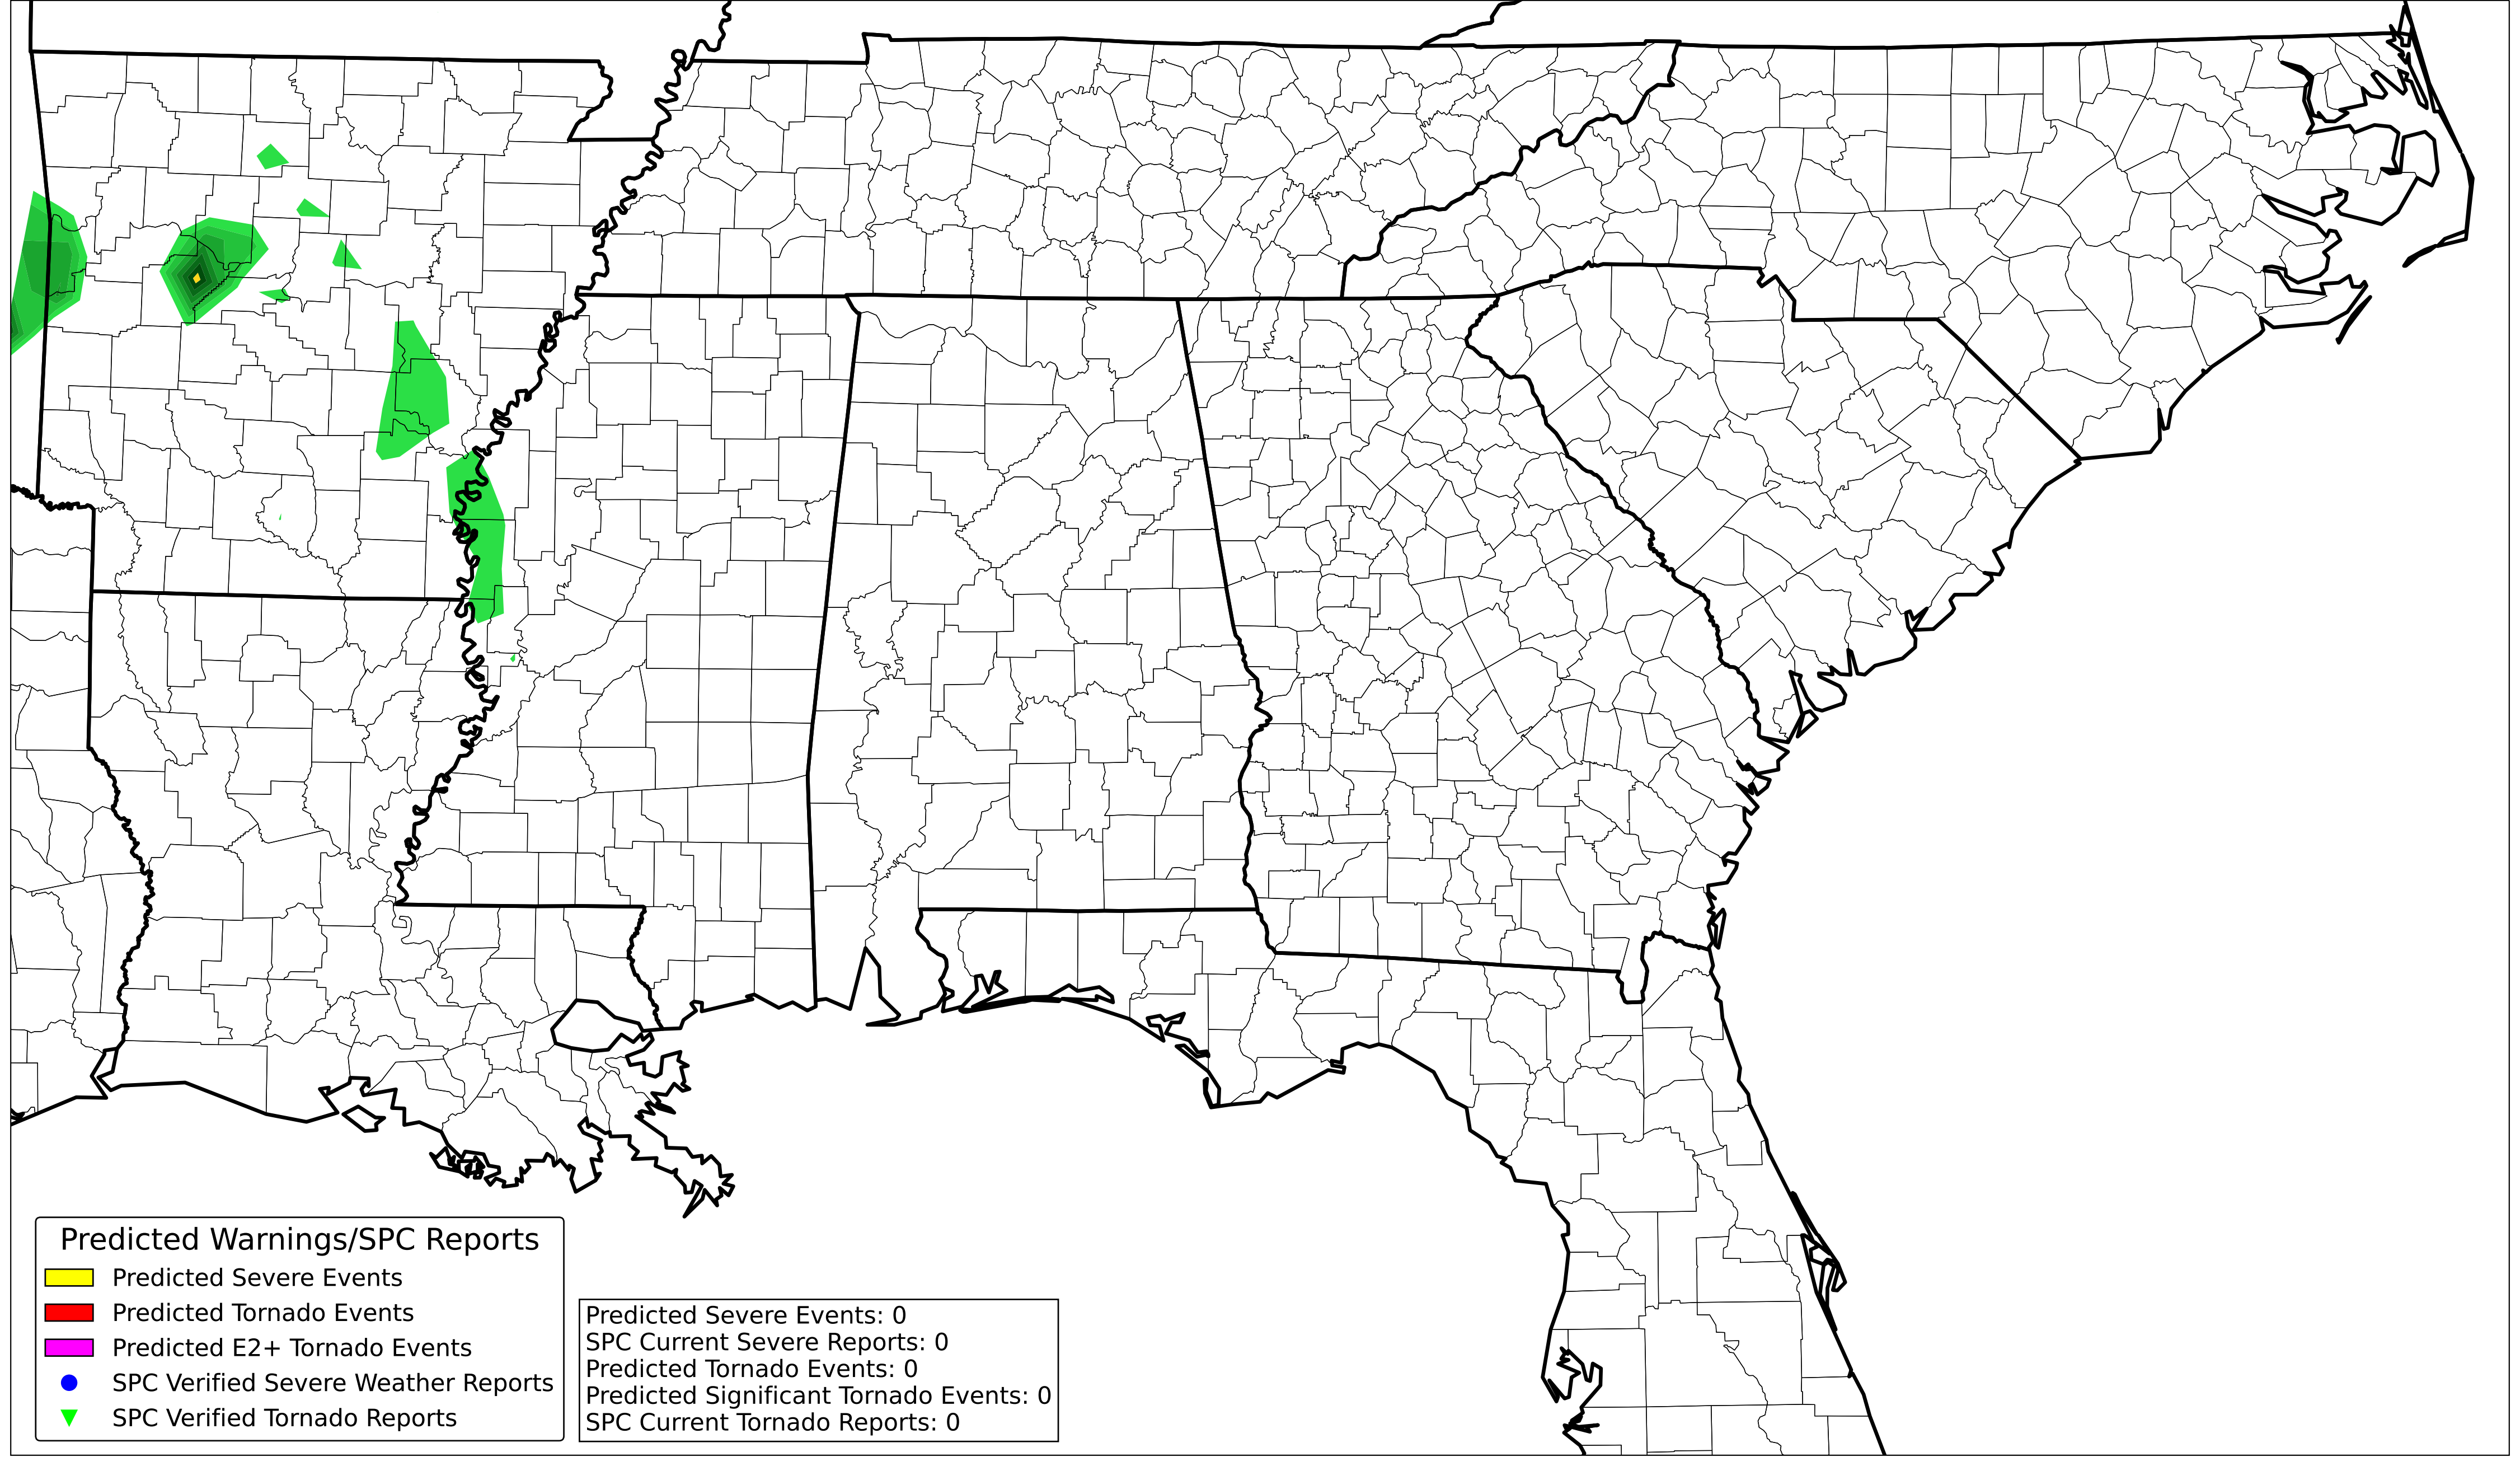 Predicted Warnings/SPC Reports
Predicted Severe Events
Predicted Tornado Events
Predicted E2+ Tornado Events
SPC Verified Severe Weather Reports
SPC Verified Tornado Reports
Predicted Severe Events: 0
SPC Current Severe Reports: 0
Predicted Tornado Events: 0
Predicted Significant Tornado Events: 0
SPC Current Tornado Reports: 0